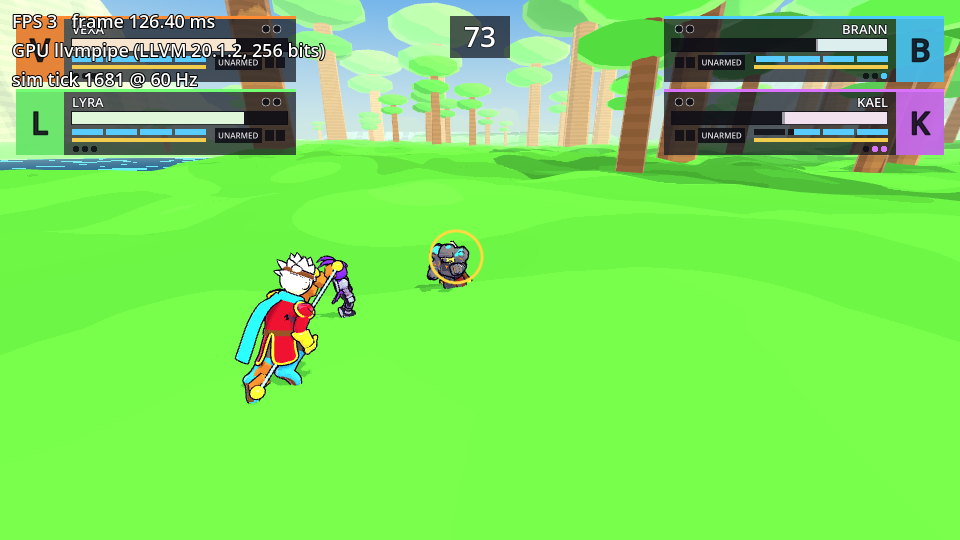 FPS 3 frame 126.40 ms
GPU llvmpipe (LLVM 20.1.2, 256 bits)
sim tick 1681 @ 60 Hz
V
VEXA
UNARMED
L
LYRA
UNARMED
73
BRANN
UNARMED
B
KAEL
UNARMED
K